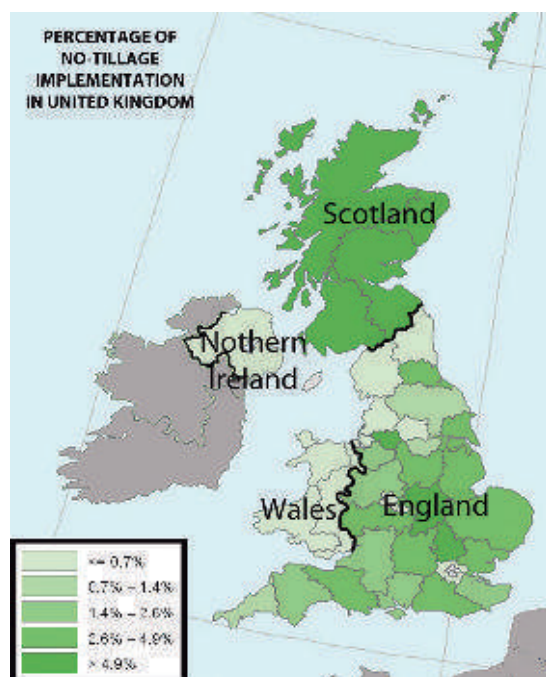 PERCENTAGE OF
NO-TILLAGE
IMPLEMENTATION
IN UNITED KINGDOM
Scotland
Nothern
Ireland
Wales
England
<= 0.7%
0.7% – 1.4%
1.4% – 2.6%
2.6% – 4.9%
> 4.9%